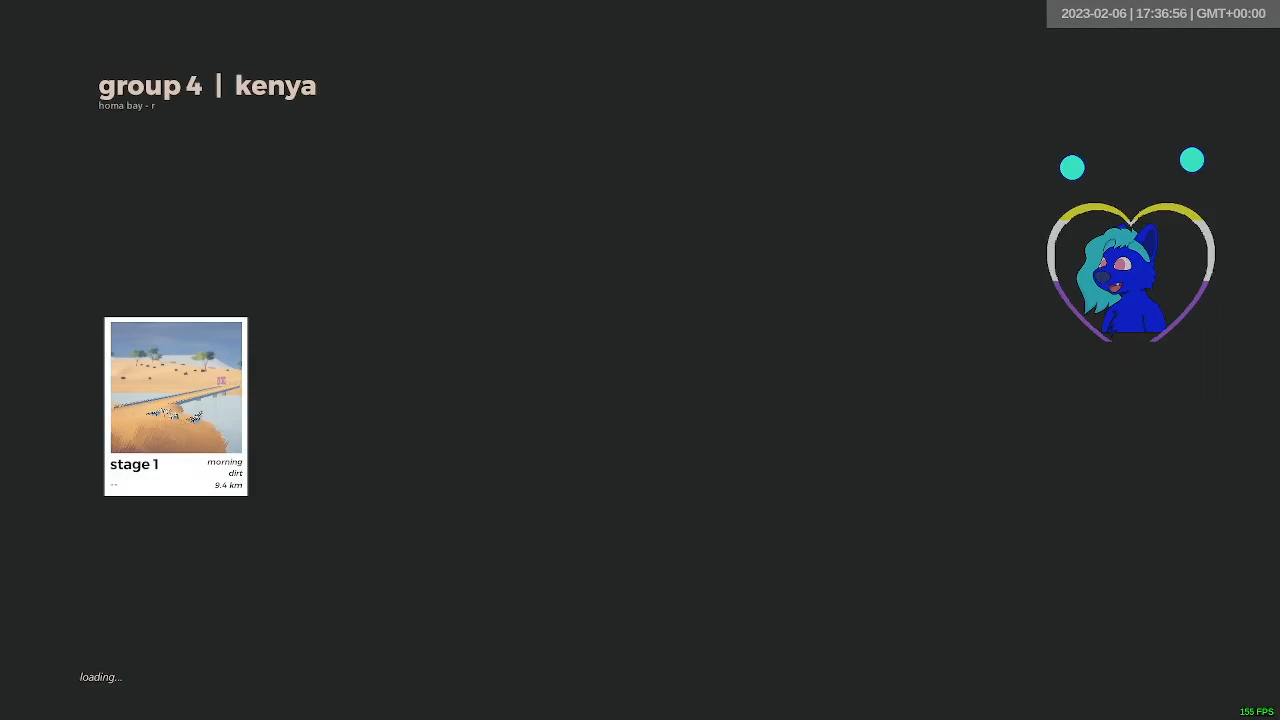 2023-02-06 | 17:36:56 | GMT+00:00
group 4 | kenya
homa bay - r
stage 1
morning
dirt
--
9.4 km
loading...
155 FPS